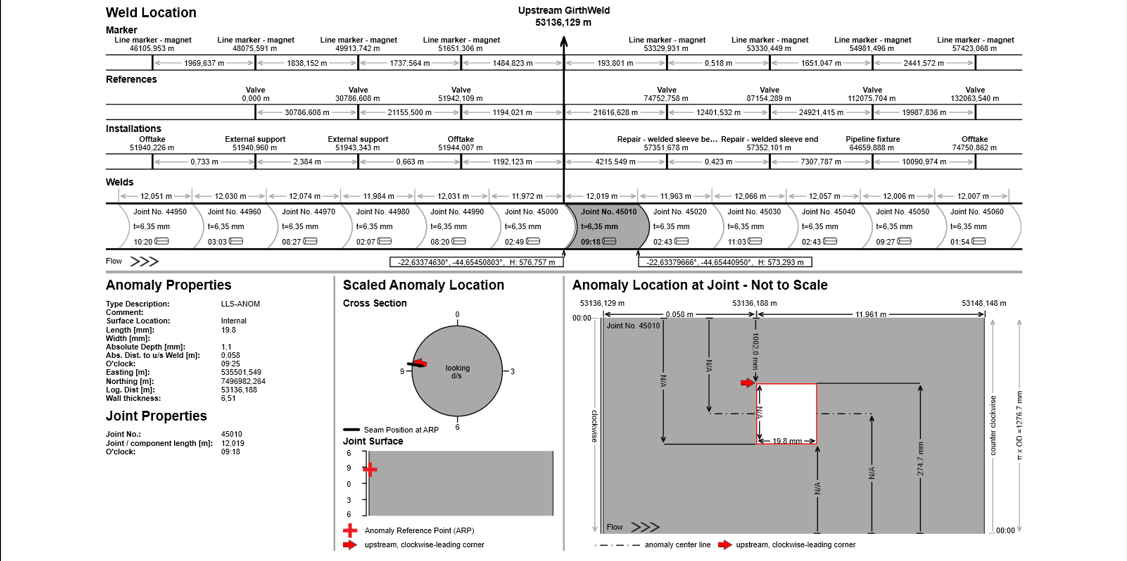 Weld Location
Upstream GirthWeld
53136,129 m
Marker
Line marker - magnet Line marker - magnet Line marker - magnet Line marker - magnet Line marker - magnet Line marker - magnet Line marker - magnet Line marker - magnet
46105,953 m 48075,591 m 49913,742 m 51651,306 m 53329,931 m 53330,449 m 54981,496 m 57423,068 m
1969,637 m 1838,152 m 1737,564 m 1484,823 m 193,801 m 0,518 m 1651,047 m 2441,572 m
References
Valve Valve Valve Valve Valve Valve Valve
0,000 m 30786,608 m 51942,109 m 74752,758 m 87154,289 m 112075,704 m 132063,540 m
30786,608 m 21155,500 m 1194,021 m 21616,628 m 12401,532 m 24921,415 m 19987,836 m
Installations
Offtake External support External support Offtake Repair - welded sleeve be... Repair - welded sleeve end Pipeline fixture Offtake
51940,226 m 51940,960 m 51943,343 m 51944,007 m 57351,678 m 57352,101 m 64659,888 m 74750,862 m
0,733 m 2,384 m 0,663 m 1192,123 m 4215,549 m 0,423 m 7307,787 m 10090,974 m
Welds
12,051 m 12,030 m 12,074 m 11,984 m 12,031 m 11,972 m 12,019 m 11,963 m 12,066 m 12,057 m 12,006 m 12,007 m
Joint No. 44950 Joint No. 44960 Joint No. 44970 Joint No. 44980 Joint No. 44990 Joint No. 45000 Joint No. 45010 Joint No. 45020 Joint No. 45030 Joint No. 45040 Joint No. 45050 Joint No. 45060
t=6,35 mm t=6,35 mm t=6,35 mm t=6,35 mm t=6,35 mm t=6,35 mm t=6,35 mm t=6,35 mm t=6,35 mm t=6,35 mm t=6,35 mm t=6,35 mm
10:20 03:03 08:27 02:07 08:20 02:49 09:18 02:43 11:03 02:43 09:27 01:54
Flow
-22,63374630°, -44,65450803°, H: 576,757 m -22,63379666°, -44,65440950°, H: 573,293 m
Anomaly Properties
Type Description: LLS-ANOM
Comment:
Surface Location: Internal
Length [mm]: 19,8
Width [mm]:
Absolute Depth [mm]: 1,1
Abs. Dist to u/s Weld [m]: 0,058
O'clock: 09:25
Easting [m]: 535501,549
Northing [m]: 7496982,264
Log. Dist [m]: 53136,188
Wall thickness: 6,51
Joint Properties
Joint No.: 45010
Joint / component length [m]: 12,019
O'clock: 09:18
Scaled Anomaly Location
Cross Section
0
9
looking
d/s
3
6
Seam Position at ARP
Joint Surface
6
9
0
3
6
Anomaly Reference Point (ARP)
upstream, clockwise-leading corner
Anomaly Location at Joint - Not to Scale
53136,129 m 53136,188 m 53148,148 m
0,058 m 11,961 m
00:00
Joint No. 45010
1002,0 mm
N/A
N/A
N/A
19,8 mm
N/A
N/A
274,7 mm
clockwise
counter clockwise
π x OD =1276,7 mm
Flow
00:00
anomaly center line upstream, clockwise-leading corner